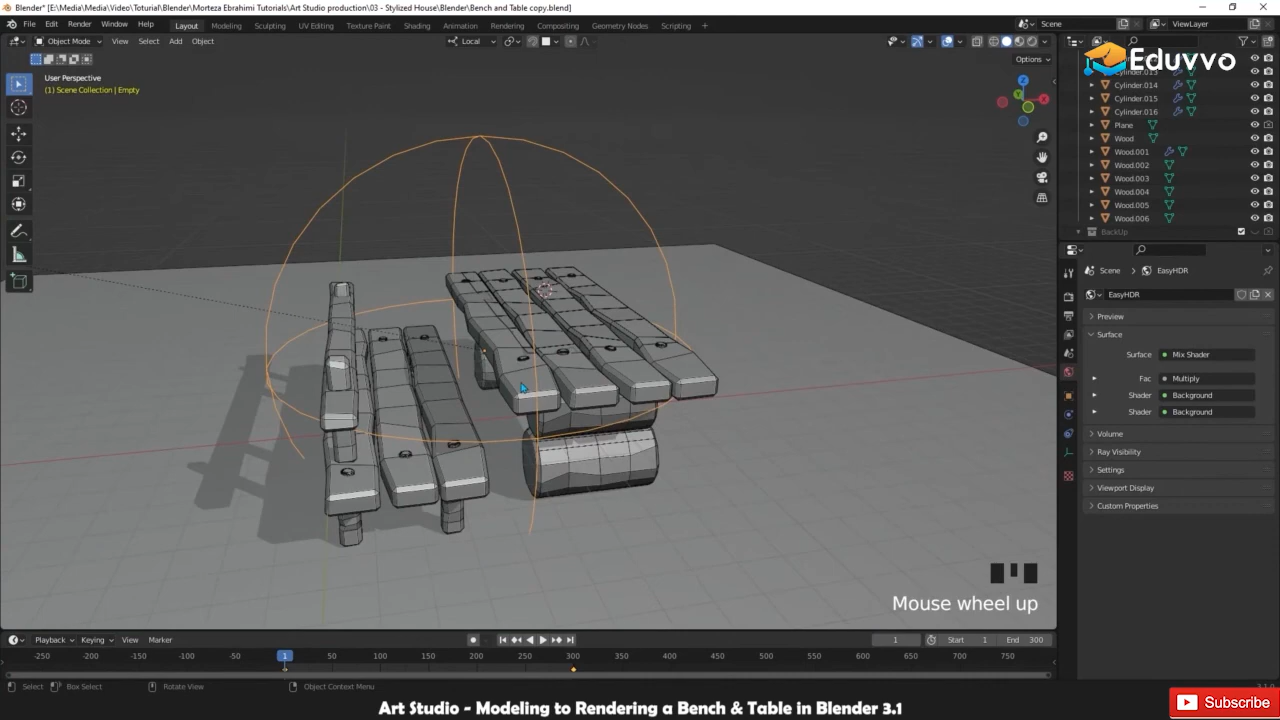 Blender* [E:\Media\Media\Video\Toturial\Blender\Morteza Ebrahimi Tutorials\Art Studio production\03 - Stylized House\Blender\Bench and Table copy.blend]
File Edit Render Window Help Layout Modeling Sculpting UV Editing Texture Paint Shading Animation Rendering Compositing Geometry Nodes Scripting + Scene ViewLayer
Object Mode View Select Add Object Local
Options
User Perspective
(1) Scene Collection | Empty
Z
Y
X
Eduvvo
Cylinder.013
Cylinder.014
Cylinder.015
Cylinder.016
Plane
Wood
Wood.001
Wood.002
Wood.003
Wood.004
Wood.005
Wood.006
BackUp
Scene EasyHDR
EasyHDR
Preview
Surface
Surface Mix Shader
Fac Multiply
Shader Background
Shader Background
Volume
Ray Visibility
Settings
Viewport Display
Custom Properties
Mouse wheel up
Playback Keying View Marker 1 Start 1 End 300
-250 -200 -150 -100 -50 1 50 100 150 200 250 300 350 400 450 500 550 600 650 700 750
Select Box Select Rotate View Object Context Menu
Art Studio - Modeling to Rendering a Bench & Table in Blender 3.1
Subscribe